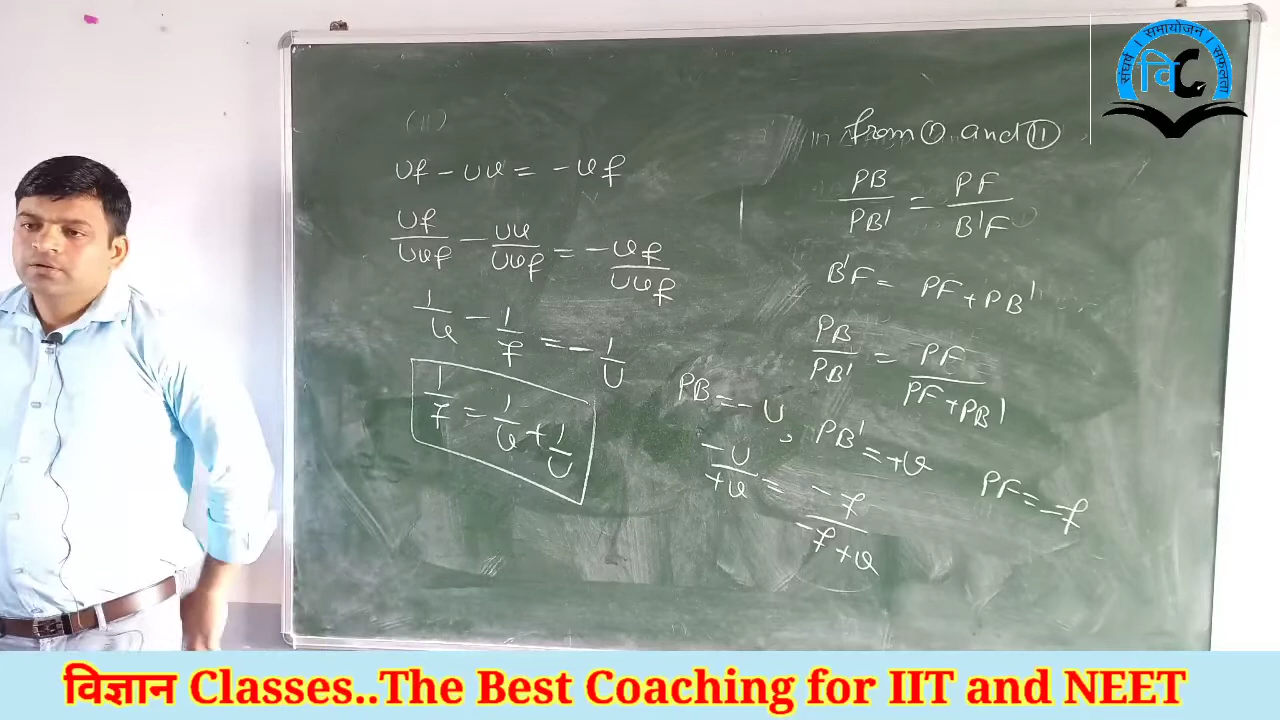 (II)
Uf - Uv = -vf
Uf/Uvf - Uv/Uvf = -vf/Uvf
1/v - 1/f = -1/U
1/f = 1/v + 1/U
from (I) and (II)
PB/PB' = PF/B'F
B'F = PF + PB'
PB/PB' = PF/PF+PB'
PB = -U, PB' = +v PF = -f
-U/+v = -f/-f+v
संघर्ष । समायोजन । सफलता
वि C
विज्ञान Classes..The Best Coaching for IIT and NEET